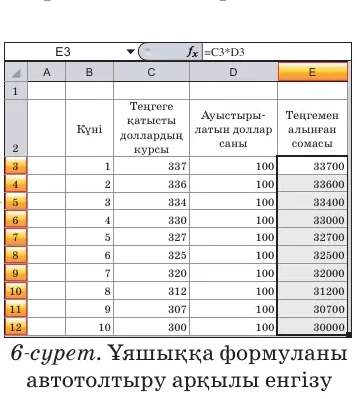 E3 fx =C3*D3
A B C D E
1
2 Күні Теңгеге қатысты доллардың курсы Ауыстыры-латын доллар саны Теңгемен алынған сомасы
3 1 337 100 33700
4 2 336 100 33600
5 3 334 100 33400
6 4 330 100 33000
7 5 327 100 32700
8 6 325 100 32500
9 7 320 100 32000
10 8 312 100 31200
11 9 307 100 30700
12 10 300 100 30000
6-сурет. Ұяшыққа формуланы
автотолтыру арқылы енгізу